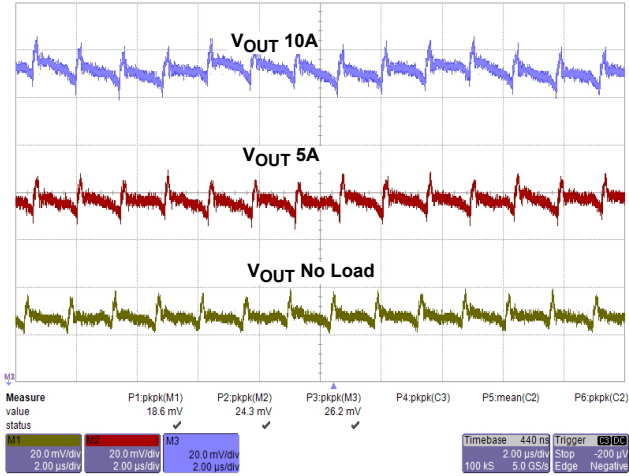 VOUT 10A
VOUT 5A
VOUT No Load
M3
Measure P1:pkpk(M1) P2:pkpk(M2) P3:pkpk(M3) P4:pkpk(C3) P5:mean(C2) P6:pkpk(C2)
value 18.6 mV 24.3 mV 26.2 mV
status
M1 M2 M3 Timebase 440 ns Trigger C3 DC
20.0 mV/div 20.0 mV/div 20.0 mV/div 2.00 µs/div Stop -200 µV
2.00 µs/div 2.00 µs/div 2.00 µs/div 100 kS 5.0 GS/s Edge Negative